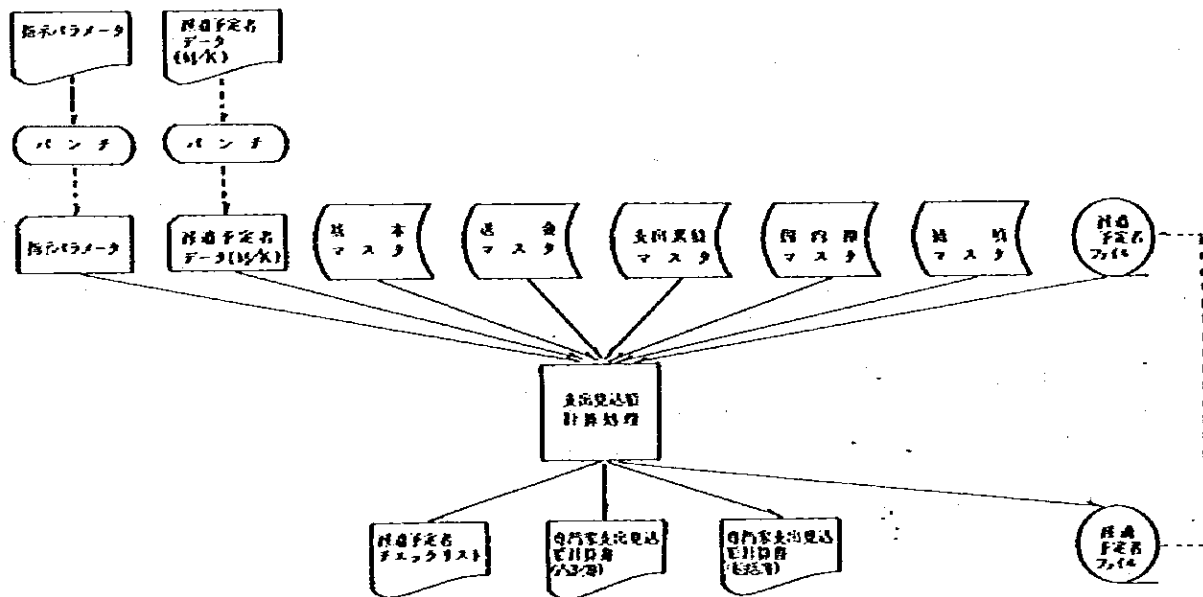 指示パラメータ
派遣予定者
データ
(M/K)
パンチ
パンチ
指示パラメータ
派遣予定者
データ(M/K)
基本
マスタ
送金
マスタ
支出実績
マスタ
国内
マスタ
マスタ
派遣
予定者
ファイル
支出見込額
計算処理
派遣予定者
チェックリスト
専門家支出見込
計算書
専門家支出見込
計算書
派遣
予定者
ファイル